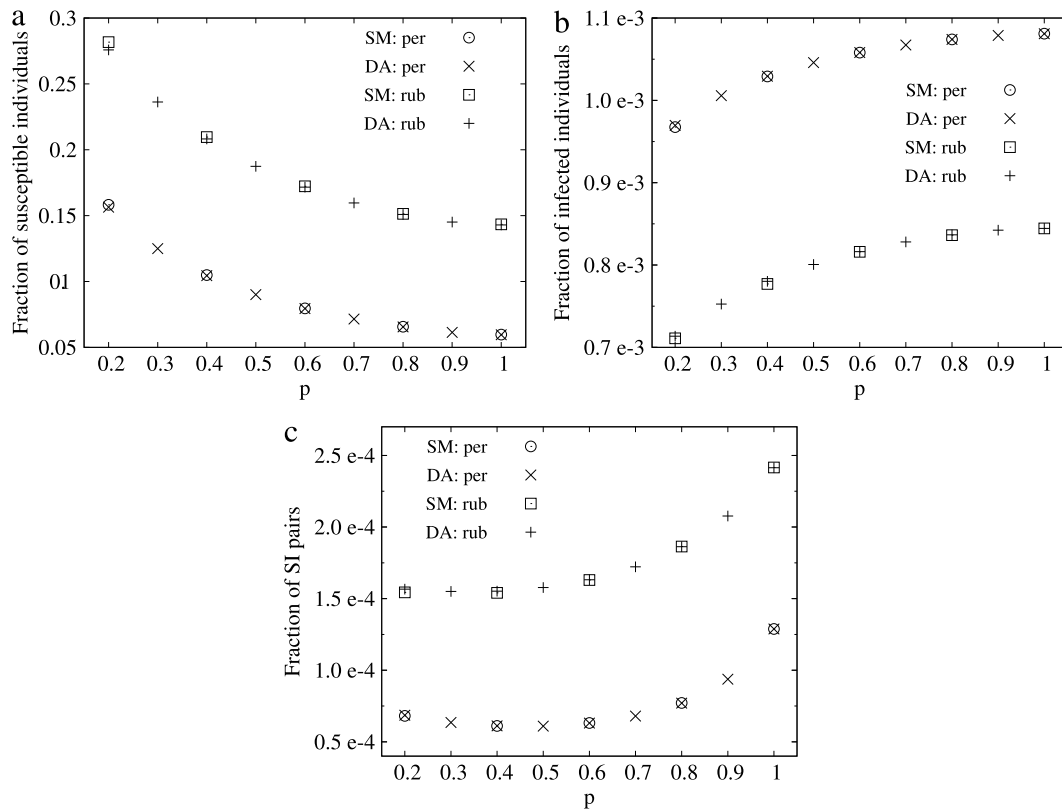 a
Fraction of susceptible individuals
0.3
0.25
0.2
0.15
01
0.05
SM: per
DA: per
SM: rub
DA: rub
0.2 0.3 0.4 0.5 0.6 0.7 0.8 0.9 1
p
b
Fraction of infected individuals
1.1 e-3
1.0 e-3
0.9 e-3
0.8 e-3
0.7 e-3
SM: per
DA: per
SM: rub
DA: rub
0.2 0.3 0.4 0.5 0.6 0.7 0.8 0.9 1
p
c
Fraction of SI pairs
2.5 e-4
2.0 e-4
1.5 e-4
1.0 e-4
0.5 e-4
SM: per
DA: per
SM: rub
DA: rub
0.2 0.3 0.4 0.5 0.6 0.7 0.8 0.9 1
p